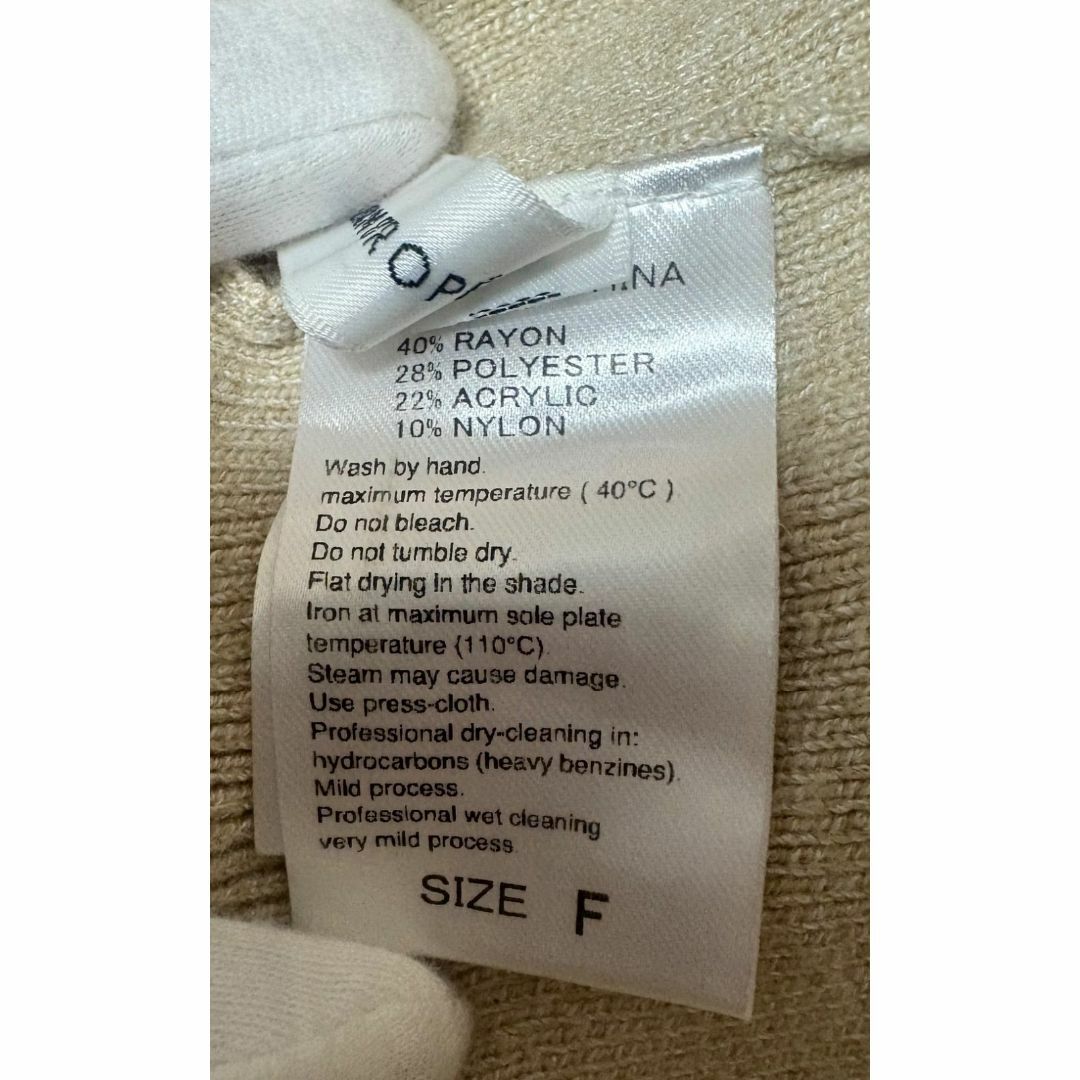 OP
40% RAYON
28% POLYESTER
22% ACRYLIC
10% NYLON
Wash by hand.
maximum temperature ( 40°C )
Do not bleach.
Do not tumble dry.
Flat drying in the shade.
Iron at maximum sole plate
temperature (110°C).
Steam may cause damage.
Use press-cloth.
Professional dry-cleaning in:
hydrocarbons (heavy benzines).
Mild process.
Professional wet cleaning
very mild process
SIZE F